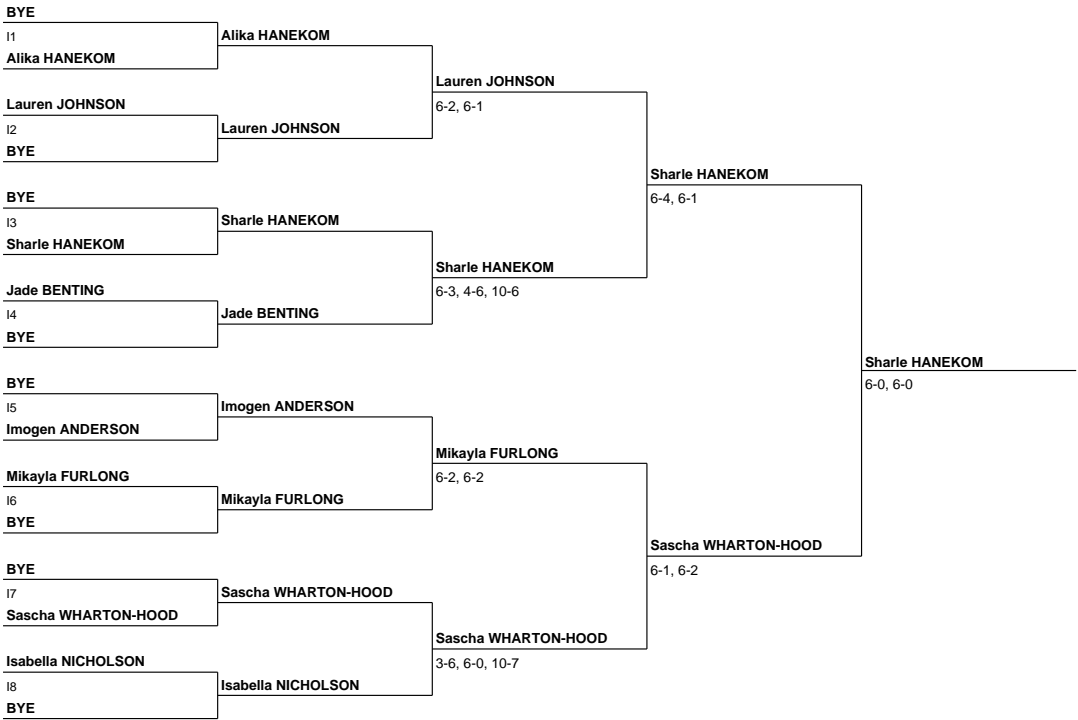 BYE
I1
Alika HANEKOM
Lauren JOHNSON
I2
BYE
BYE
I3
Sharle HANEKOM
Jade BENTING
I4
BYE
BYE
I5
Imogen ANDERSON
Mikayla FURLONG
I6
BYE
BYE
I7
Sascha WHARTON-HOOD
Isabella NICHOLSON
I8
BYE
Alika HANEKOM
Lauren JOHNSON
Sharle HANEKOM
Jade BENTING
Imogen ANDERSON
Mikayla FURLONG
Sascha WHARTON-HOOD
Isabella NICHOLSON
Lauren JOHNSON
6-2, 6-1
Sharle HANEKOM
6-3, 4-6, 10-6
Mikayla FURLONG
6-2, 6-2
Sascha WHARTON-HOOD
3-6, 6-0, 10-7
Sharle HANEKOM
6-4, 6-1
Sascha WHARTON-HOOD
6-1, 6-2
Sharle HANEKOM
6-0, 6-0